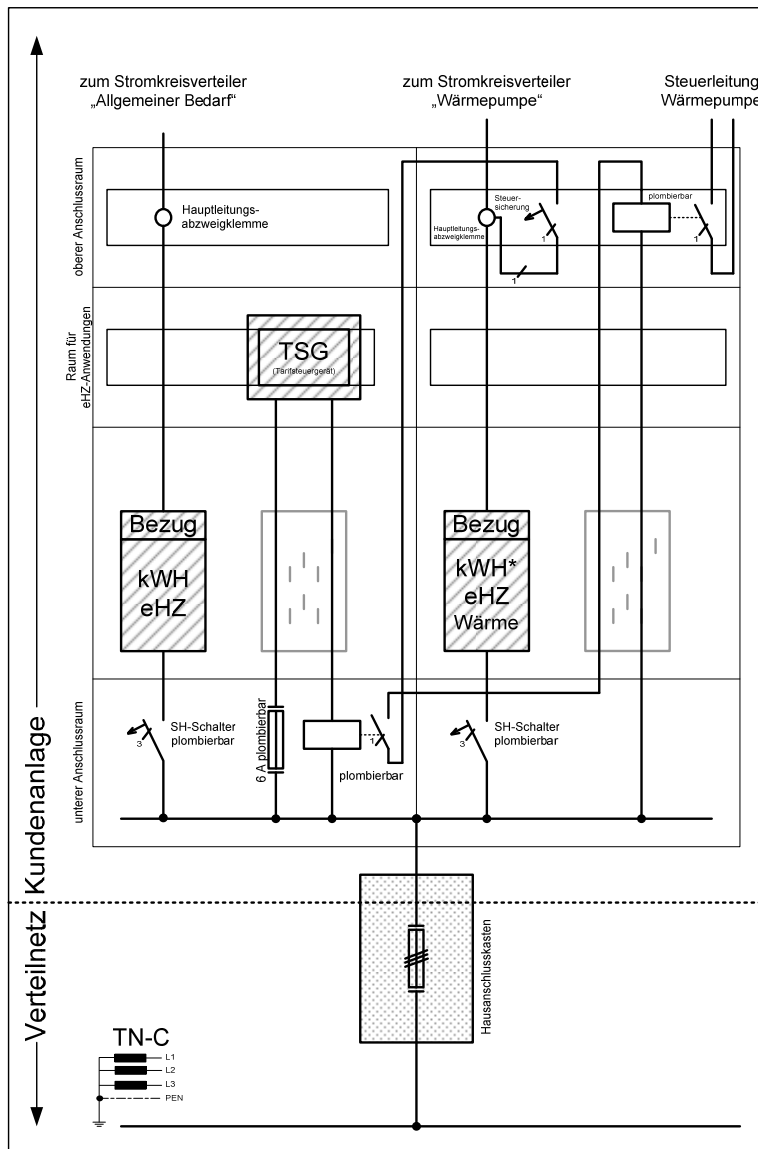 zum Stromkreisverteiler
„Allgemeiner Bedarf“
zum Stromkreisverteiler
„Wärmepumpe“
Steuerleitung
Wärmepumpe
oberer Anschlussraum
Hauptleitungs-
abzweigklemme
Steuer-
sicherung
Hauptleitungs-
abzweigklemme
1
1
plombierbar
1
Raum für
eHZ-Anwendungen
TSG
(Tarifsteuergerät)
Bezug
kWH
eHZ
Bezug
kWH*
eHZ
Wärme
unterer Anschlussraum
3
SH-Schalter
plombierbar
6 A plombierbar
1
plombierbar
3
SH-Schalter
plombierbar
Kundenanlage
Verteilnetz
Hausanschlusskasten
TN-C
L1
L2
L3
PEN